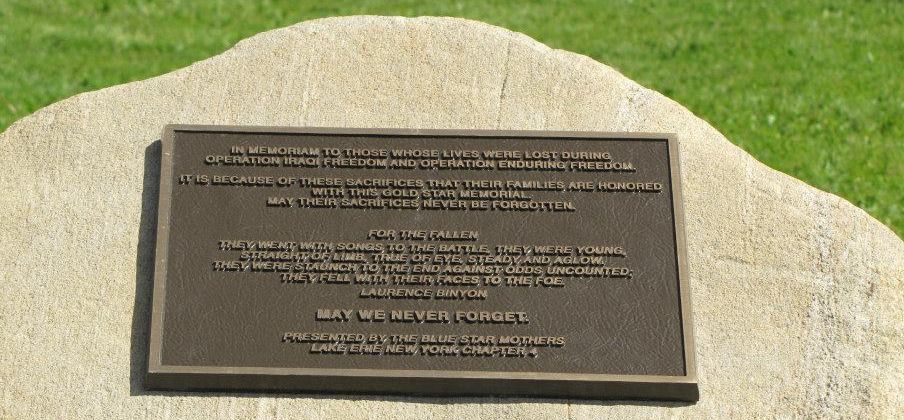 IN MEMORIAM TO THOSE WHOSE LIVES WERE LOST DURING
OPERATION IRAQI FREEDOM AND OPERATION ENDURING FREEDOM.
IT IS BECAUSE OF THESE SACRIFICES THAT THEIR FAMILIES ARE HONORED
WITH THIS GOLD STAR MEMORIAL.
MAY THEIR SACRIFICES NEVER BE FORGOTTEN.
FOR THE FALLEN
THEY WENT WITH SONGS TO THE BATTLE, THEY WERE YOUNG,
STRAIGHT OF LIMB, TRUE OF EYE, STEADY AND AGLOW.
THEY WERE STAUNCH TO THE END AGAINST ODDS UNCOUNTED;
THEY FELL WITH THEIR FACES TO THE FOE.
LAURENCE BINYON
MAY WE NEVER FORGET.
PRESENTED BY THE BLUE STAR MOTHERS
LAKE ERIE NEW YORK CHAPTER 4